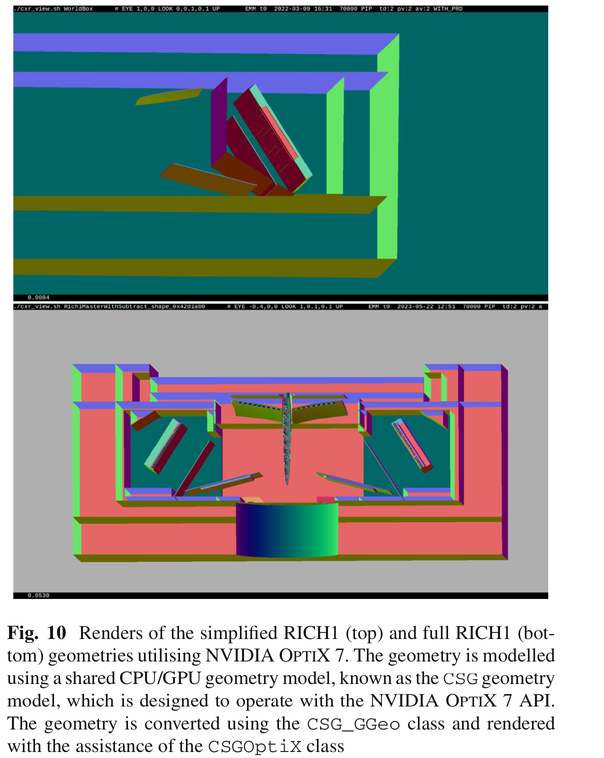 ./cxr_view.sh WorldBox # EYE 1,0,0 LOOK 0,0.1,0.1 UP EMM t0 2022-03-09 16:31 70000 PIP td:2 pv:2 av:2 WITH_PRD
0.0084
./cxr_view.sh Rich1MasterWithSubtract_shape_0x42d1ab0 # EYE -0.4,0,0 LOOK 1,0.1,0.1 UP EMM t0 2023-05-22 12:51 70000 PIP td:2 pv:2 a
0.0530
Fig. 10 Renders of the simplified RICH1 (top) and full RICH1 (bot-
tom) geometries utilising NVIDIA OPTIX 7. The geometry is modelled
using a shared CPU/GPU geometry model, known as the CSG geometry
model, which is designed to operate with the NVIDIA OPTIX 7 API.
The geometry is converted using the CSG_GGeo class and rendered
with the assistance of the CSGOptiX class